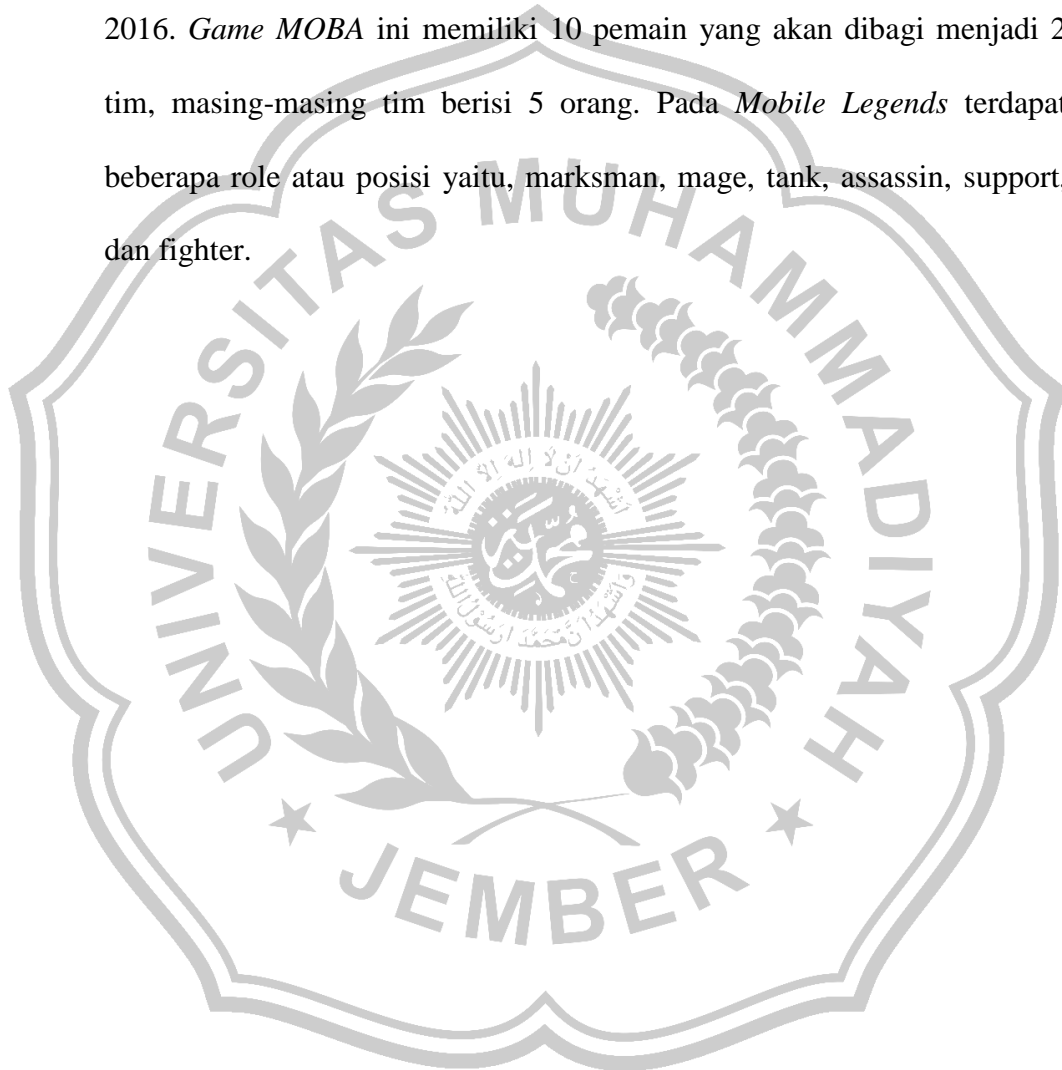 2016. Game MOBA ini memiliki 10 pemain yang akan dibagi menjadi 2
tim, masing-masing tim berisi 5 orang. Pada Mobile Legends terdapat
beberapa role atau posisi yaitu, marksman, mage, tank, assassin, support,
dan fighter.
UNIVERSITAS MUHAMMADIYAH
JEMBER